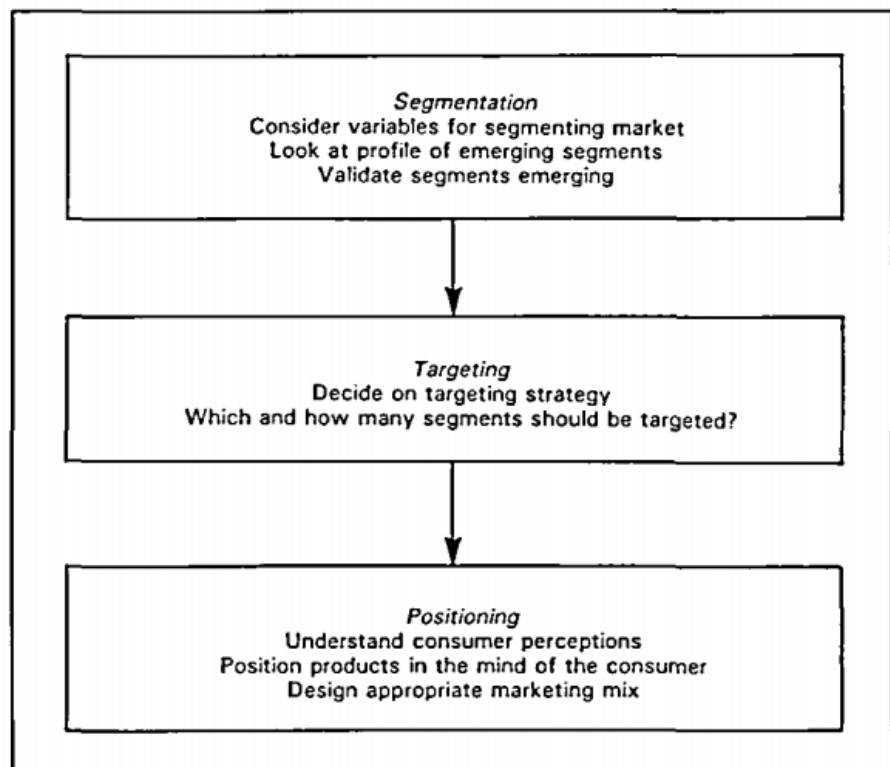 Segmentation
Consider variables for segmenting market
Look at profile of emerging segments
Validate segments emerging
Targeting
Decide on targeting strategy
Which and how many segments should be targeted?
Positioning
Understand consumer perceptions
Position products in the mind of the consumer
Design appropriate marketing mix